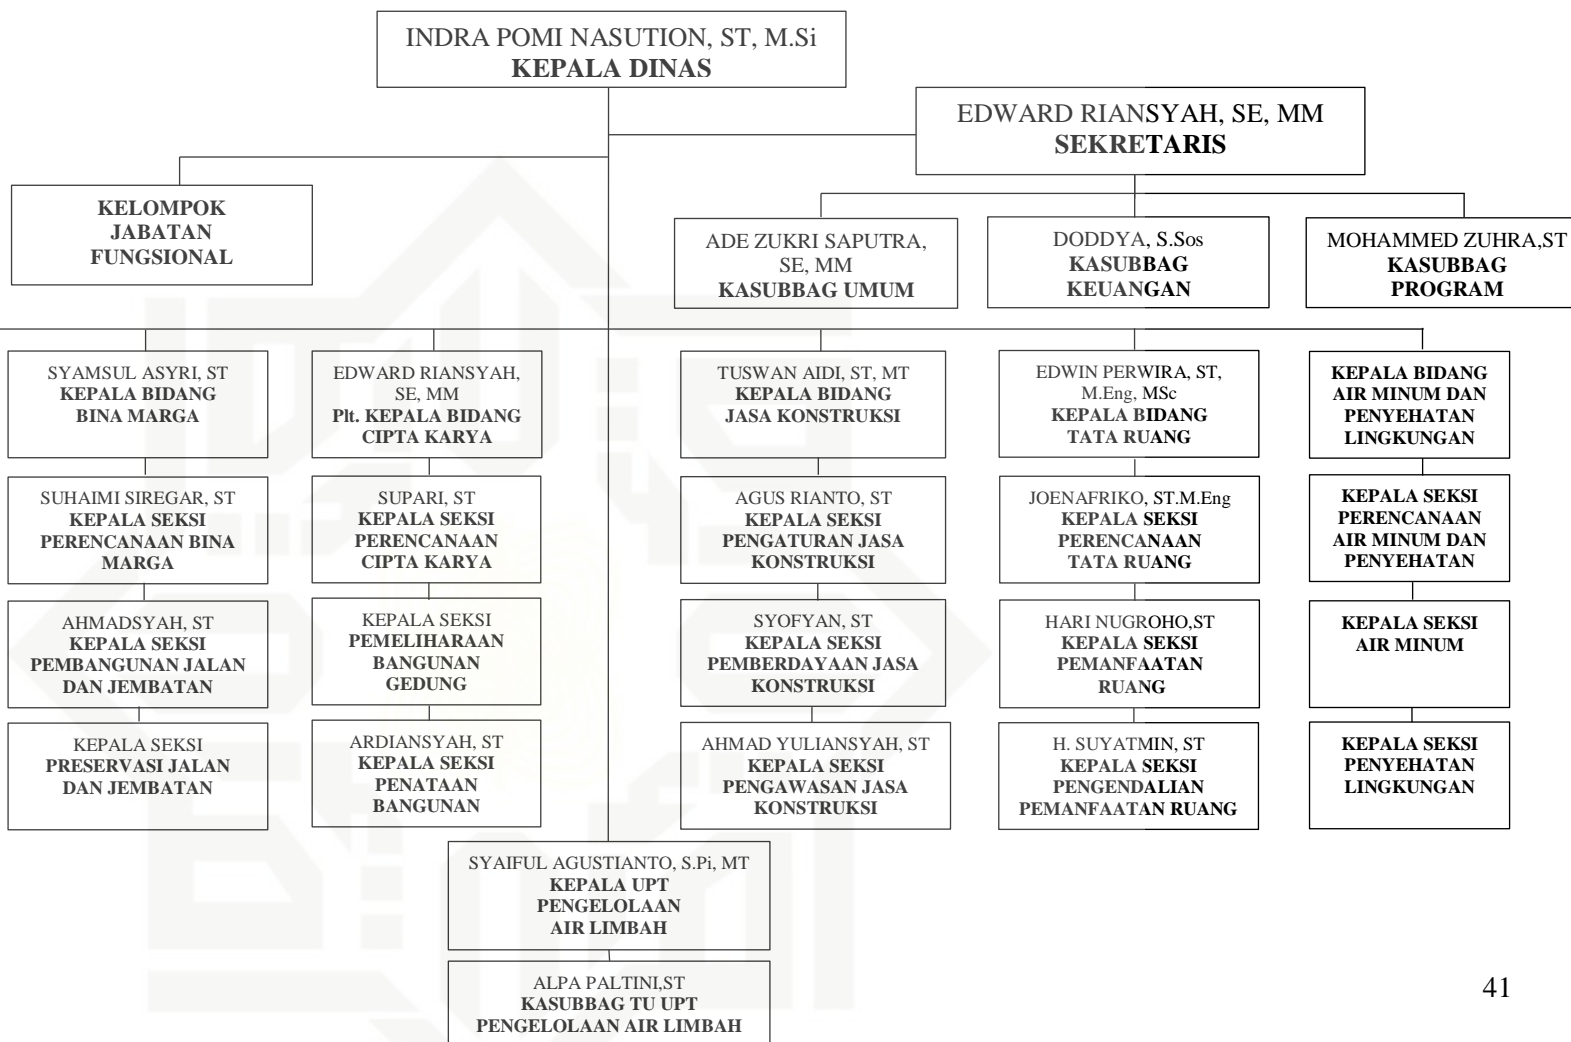 INDRA POMI NASUTION, ST, M.Si
KEPALA DINAS
EDWARD RIANSYAH, SE, MM
SEKRETARIS
KELOMPOK
JABATAN
FUNGSIONAL
ADE ZUKRI SAPUTRA,
SE, MM
KASUBBAG UMUM
DODDYA, S.Sos
KASUBBAG
KEUANGAN
MOHAMMED ZUHRA,ST
KASUBBAG
PROGRAM
SYAMSUL ASYRI, ST
KEPALA BIDANG
BINA MARGA
EDWARD RIANSYAH,
SE, MM
Plt. KEPALA BIDANG
CIPTA KARYA
TUSWAN AIDI, ST, MT
KEPALA BIDANG
JASA KONSTRUKSI
EDWIN PERWIRA, ST,
M.Eng, MSc
KEPALA BIDANG
TATA RUANG
KEPALA BIDANG
AIR MINUM DAN
PENYEHATAN
LINGKUNGAN
SUHAIMI SIREGAR, ST
KEPALA SEKSI
PERENCANAAN BINA
MARGA
SUPARI, ST
KEPALA SEKSI
PERENCANAAN
CIPTA KARYA
AGUS RIANTO, ST
KEPALA SEKSI
PENGATURAN JASA
KONSTRUKSI
JOENAFRIKO, ST.M.Eng
KEPALA SEKSI
PERENCANAAN
TATA RUANG
KEPALA SEKSI
PERENCANAAN
AIR MINUM DAN
PENYEHATAN
AHMADSYAH, ST
KEPALA SEKSI
PEMBANGUNAN JALAN
DAN JEMBATAN
KEPALA SEKSI
PEMELIHARAAN
BANGUNAN
GEDUNG
SYOFYAN, ST
KEPALA SEKSI
PEMBERDAYAAN JASA
KONSTRUKSI
HARI NUGROHO,ST
KEPALA SEKSI
PEMANFAATAN
RUANG
KEPALA SEKSI
AIR MINUM
KEPALA SEKSI
PRESERVASI JALAN
DAN JEMBATAN
ARDIANSYAH, ST
KEPALA SEKSI
PENATAAN
BANGUNAN
AHMAD YULIANSYAH, ST
KEPALA SEKSI
PENGAWASAN JASA
KONSTRUKSI
H. SUYATMIN, ST
KEPALA SEKSI
PENGENDALIAN
PEMANFAATAN RUANG
KEPALA SEKSI
PENYEHATAN
LINGKUNGAN
SYAIFUL AGUSTIANTO, S.Pi, MT
KEPALA UPT
PENGELOLAAN
AIR LIMBAH
ALPA PALTINI,ST
KASUBBAG TU UPT
PENGELOLAAN AIR LIMBAH
41